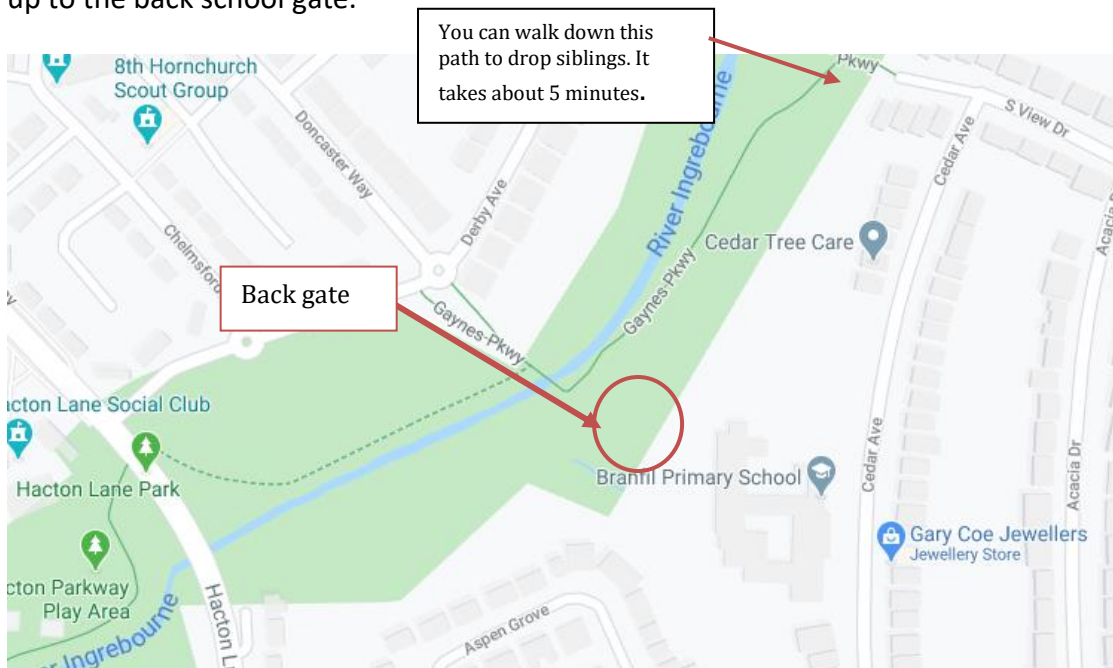 up to the back school gate.
You can walk down this
path to drop siblings. It
takes about 5 minutes.
8th Hornchurch
Scout Group
Pkwy
S View Dr
Doncaster Way
Cedar Ave
Derby Ave
River Ingrebourne
Cedar Tree Care
Chelmsford
Back gate
Gaynes-Pkwy
Gaynes-Pkwy
acton Lane Social Club
Hacton Lane Park
Branfil Primary School
Cedar Ave
Acacia Dr
Gary Coe Jewellers
Jewellery Store
cton Parkway
Play Area
Hacton L
Aspen Grove
r Ingrebourne